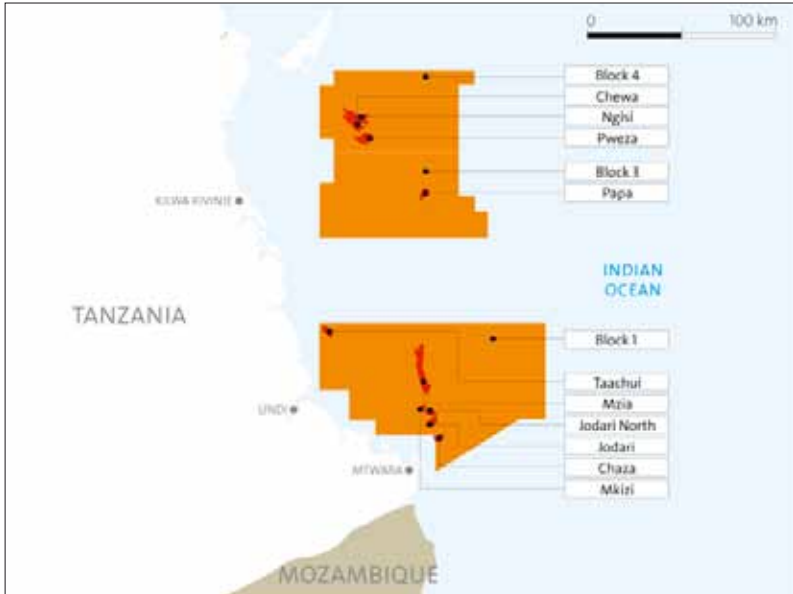 0 100 km
Block 4
Chewa
Ngisi
Pweza
Block 3
Papa
KILWA KIVINJE
INDIAN
OCEAN
TANZANIA
Block 1
Taachui
Mzia
LINDI
Jodari North
Jodari
Chaza
MTWARA
Mkizi
MOZAMBIQUE